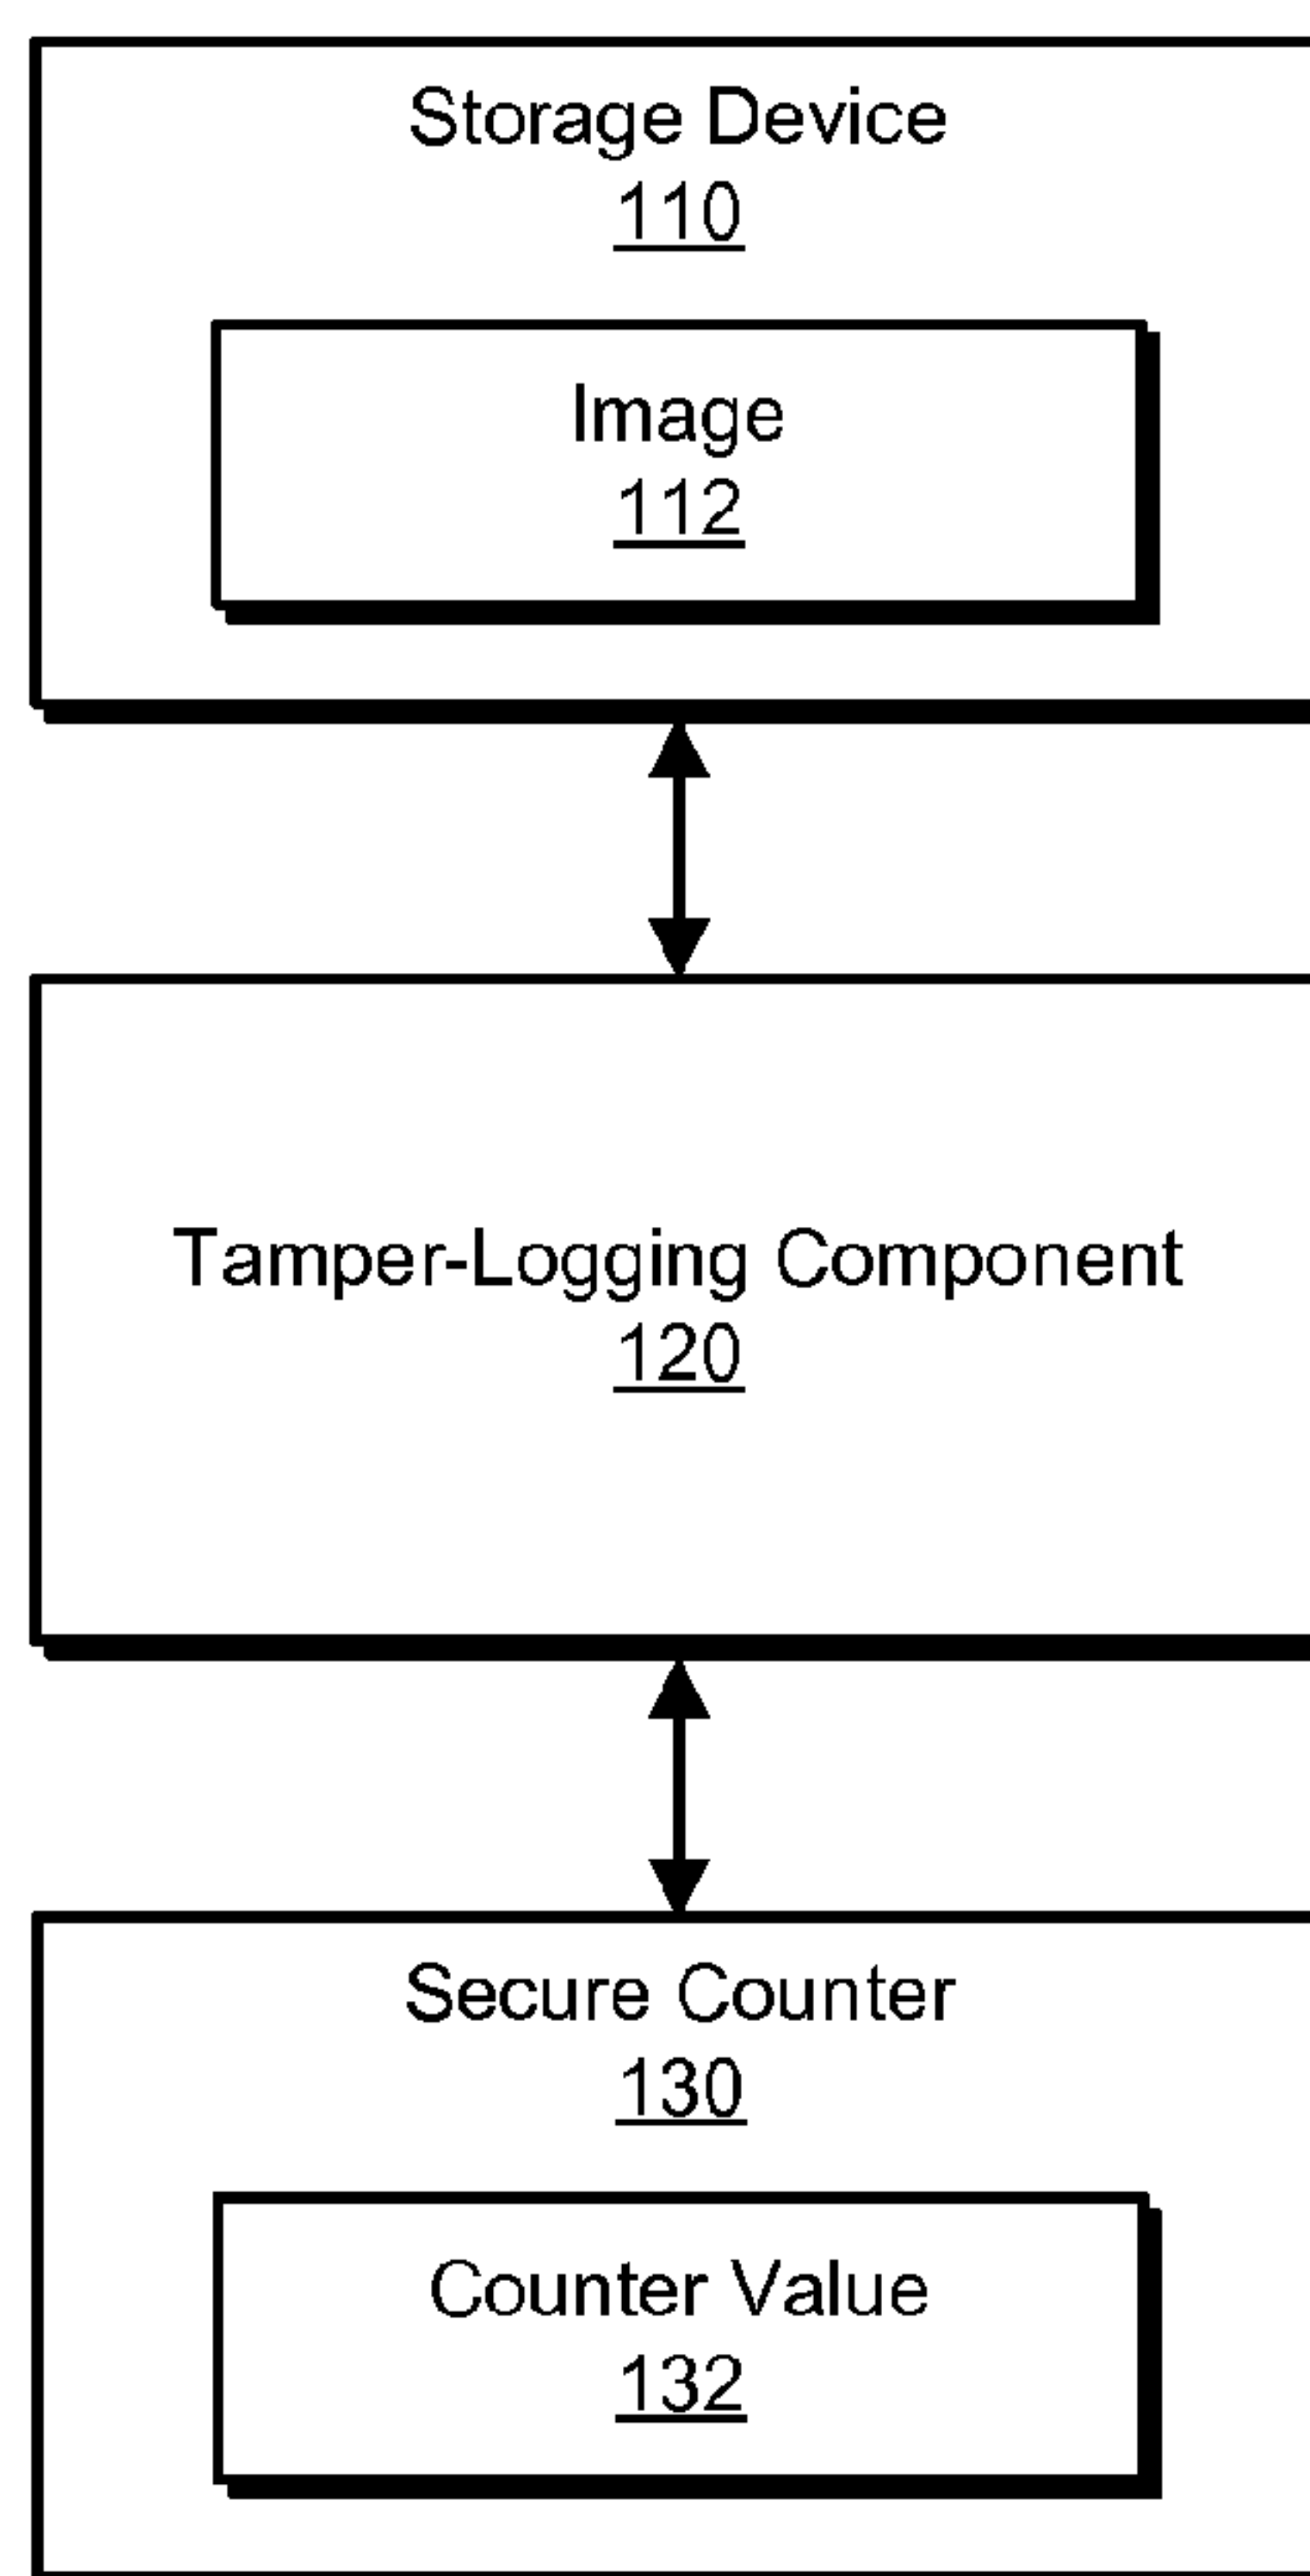 Storage Device
110
Image
112
Tamper-Logging Component
120
Secure Counter
130
Counter Value
132